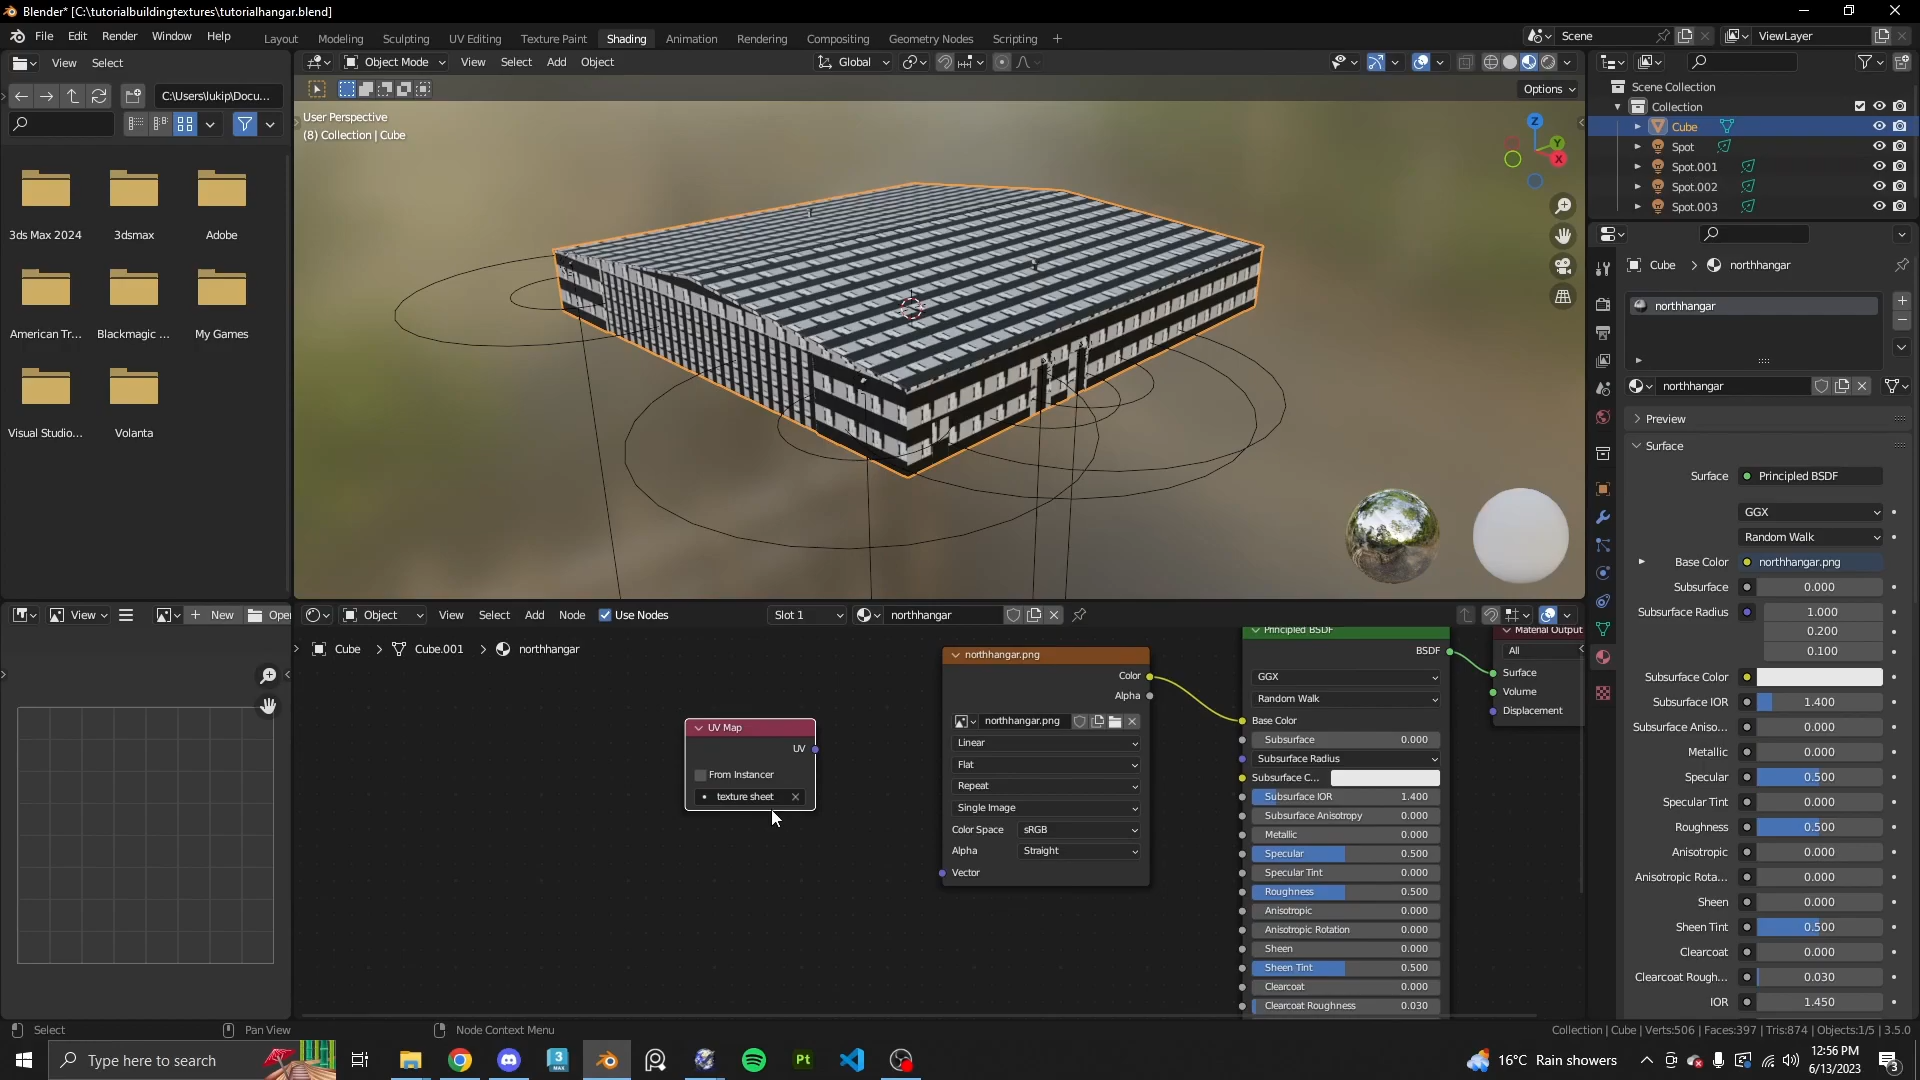 Blender* [C:\tutorialbuildingtextures\tutorialhangar.blend]
File Edit Render Window Help
Layout Modeling Sculpting UV Editing Texture Paint Shading Animation Rendering Compositing Geometry Nodes Scripting +
Scene
ViewLayer
View Select
Object Mode View Select Add Object
Global
C:\Users\lukip\Docu...
Options
User Perspective
(8) Collection | Cube
Z
Y
X
3ds Max 2024 3dsmax Adobe
American Tr... Blackmagic ... My Games
Visual Studio... Volanta
Scene Collection
Collection
Cube
Spot
Spot.001
Spot.002
Spot.003
Cube > northhangar
northhangar
northhangar
Preview
Surface
Surface Principled BSDF
GGX
Random Walk
Base Color northhangar.png
Subsurface 0.000
Subsurface Radius 1.000
0.200
0.100
Subsurface Color
Subsurface IOR 1.400
Subsurface Aniso... 0.000
Metallic 0.000
Specular 0.500
Specular Tint 0.000
Roughness 0.500
Anisotropic 0.000
Anisotropic Rota... 0.000
Sheen 0.000
Sheen Tint 0.500
Clearcoat 0.000
Clearcoat Rough... 0.030
IOR 1.450
View + New Open
Object View Select Add Node Use Nodes Slot 1 northhangar
Cube > Cube.001 > northhangar
UV Map
UV
From Instancer
texture sheet
northhangar.png
Color
Alpha
northhangar.png
Linear
Flat
Repeat
Single Image
Color Space sRGB
Alpha Straight
Vector
Principled BSDF
BSDF
GGX
Random Walk
Base Color
Subsurface 0.000
Subsurface Radius
Subsurface C...
Subsurface IOR 1.400
Subsurface Anisotropy 0.000
Metallic 0.000
Specular 0.500
Specular Tint 0.000
Roughness 0.500
Anisotropic 0.000
Anisotropic Rotation 0.000
Sheen 0.000
Sheen Tint 0.500
Clearcoat 0.000
Clearcoat Roughness 0.030
Material Output
All
Surface
Volume
Displacement
Select Pan View Node Context Menu
Collection | Cube | Verts:506 | Faces:397 | Tris:874 | Objects:1/5 | 3.5.0
Type here to search
3
MAX
Pt
16°C Rain showers
12:56 PM
6/13/2023
3